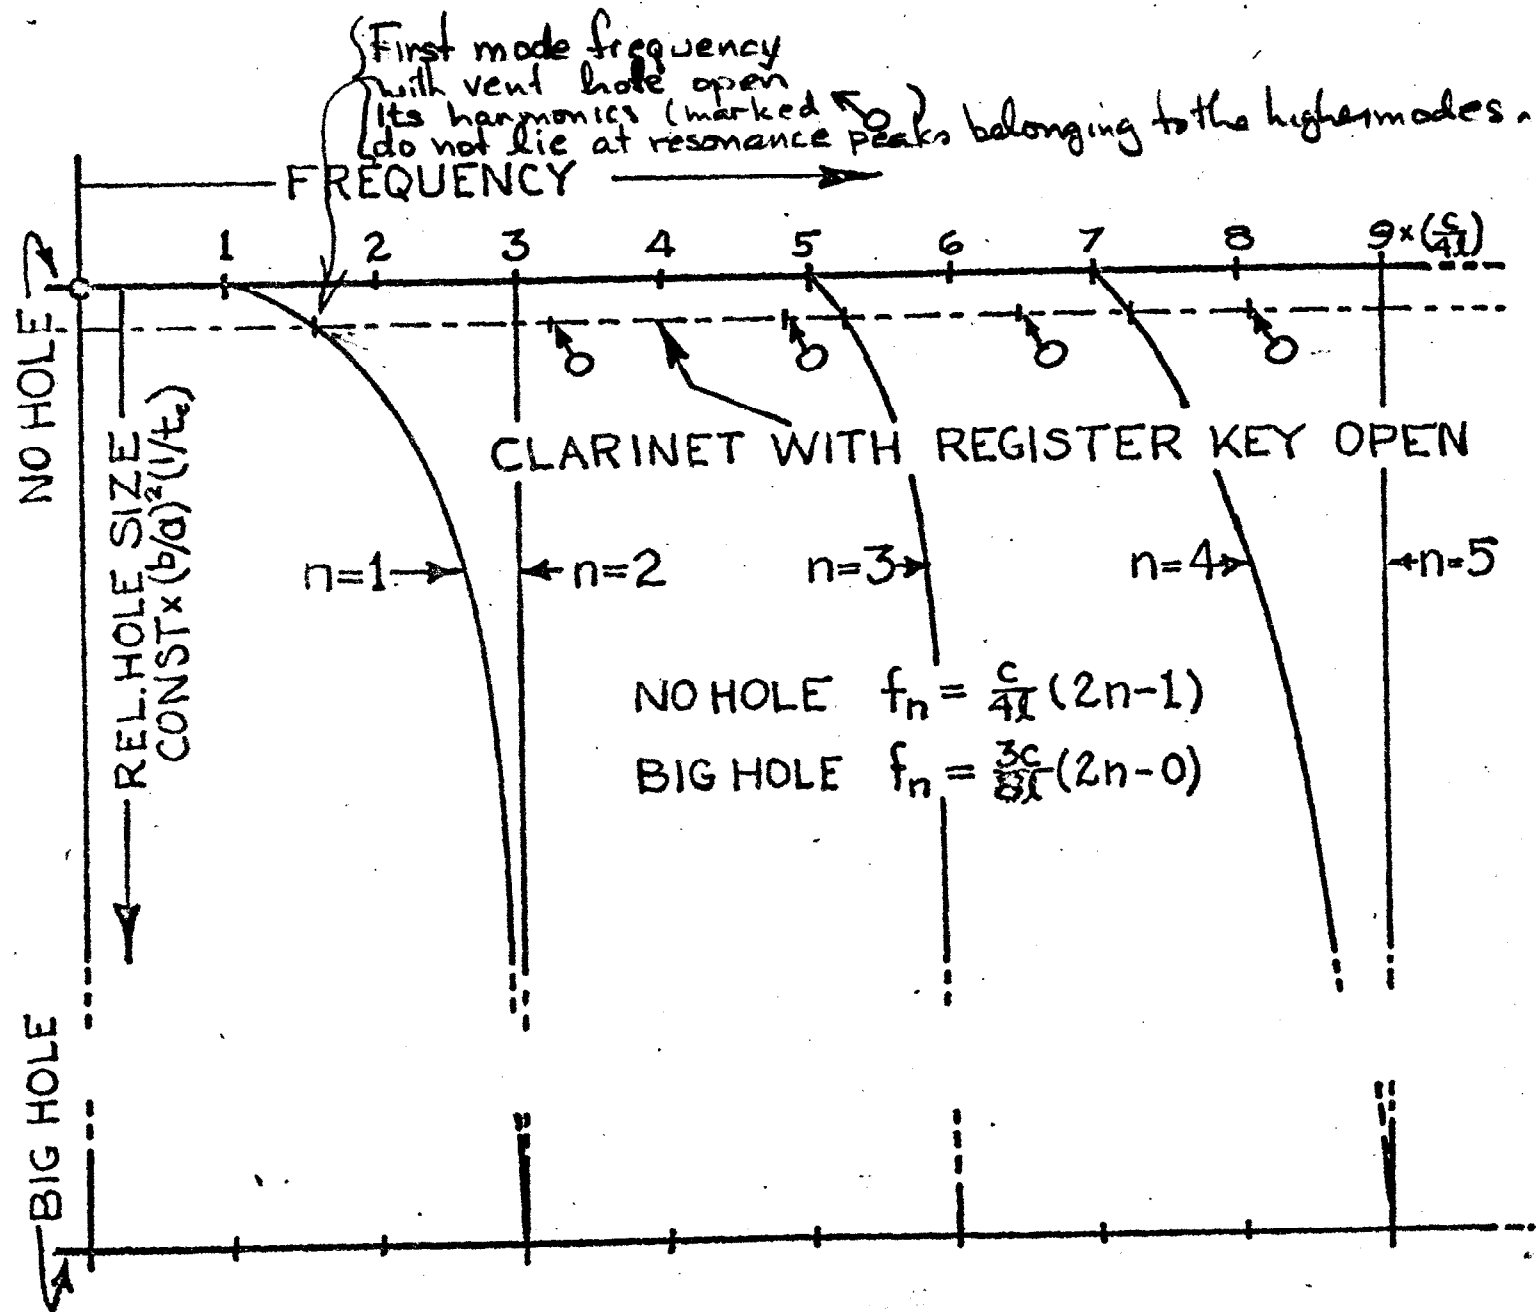 First mode frequency
with vent hole open
Its harmonics (marked ↖O)
do not lie at resonance peaks belonging to the higher modes.
FREQUENCY
1 2 3 4 5 6 7 8 9 × (c/4ℓ)
NO HOLE
REL. HOLE SIZE
CONST × (b/a)²(1/tₑ)
CLARINET WITH REGISTER KEY OPEN
n=1
n=2
n=3
n=4
n=5
NO HOLE fₙ = c/4ℓ (2n-1)
BIG HOLE fₙ = 3c/8ℓ (2n-0)
BIG HOLE